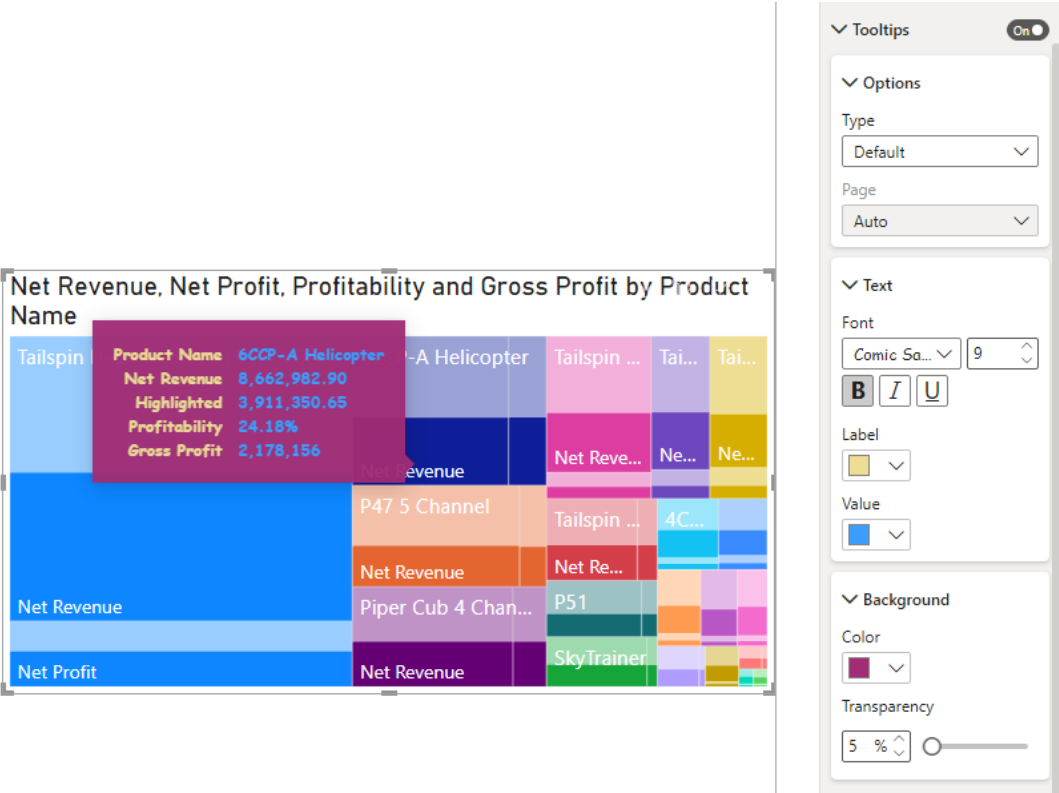 Net Revenue, Net Profit, Profitability and Gross Profit by Product
Name
Tailspin
Product Name 6CCP-A Helicopter
Net Revenue 8,662,982.90
Highlighted 3,911,350.65
Profitability 24.18%
Gross Profit 2,178,156
P-A Helicopter
Tailspin ...
Tai...
Tai...
Net Revenue
Net Reve...
Ne...
Ne...
P47 5 Channel
Tailspin ...
4C...
Net Revenue
Net Re...
Net Revenue
Piper Cub 4 Chan...
P51
SkyTrainer
Net Profit
Net Revenue
Tooltips
On
Options
Type
Default
Page
Auto
Text
Font
Comic Sa...
9
B I U
Label
Value
Background
Color
Transparency
5 %